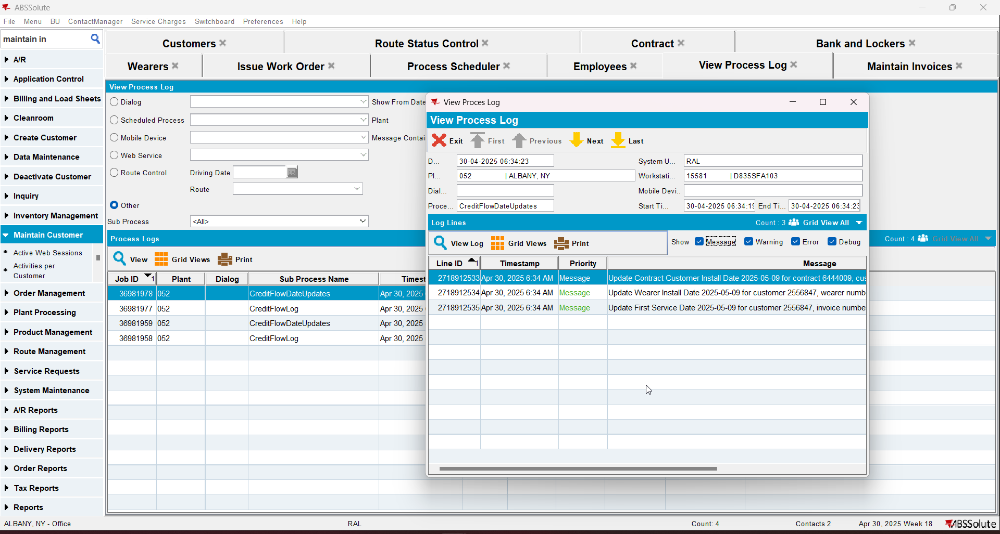 ABSSolute
File Menu BU ContactManager Service Charges Switchboard Preferences Help
maintain in
Customers Route Status Control Contract Bank and Lockers
Wearers Issue Work Order Process Scheduler Employees View Process Log Maintain Invoices
A/R
Application Control
Billing and Load Sheets
Cleanroom
Create Customer
Data Maintenance
Deactivate Customer
Inquiry
Inventory Management
Maintain Customer
Active Web Sessions
Activities per
Customer
Order Management
Plant Processing
Product Management
Route Management
Service Requests
System Maintenance
A/R Reports
Billing Reports
Delivery Reports
Order Reports
Tax Reports
Reports
View Process Log
Dialog Show From Date
Scheduled Process Plant
Mobile Device Message Contai
Web Service
Route Control Driving Date 16
Route
Other
Sub Process <All>
Process Logs Count : 4 Grid View All
View Grid Views Print
Job ID 1 Plant Dialog Sub Process Name Timest
36981978 052 CreditFlowDateUpdates Apr 30, 2025
36981977 052 CreditFlowLog Apr 30, 2025
36981959 052 CreditFlowDateUpdates Apr 30, 2025
36981958 052 CreditFlowLog Apr 30, 2025
View Proces Log
View Process Log
Exit First Previous Next Last
D... 30-04-2025 06:34:23 System U... RAL
Pl... 052 | ALBANY, NY Workstati... 15581 | D835SFA103
Dial... Mobile Devi..
Proce... CreditFlowDateUpdates Start Ti... 30-04-2025 06:34:19 End Ti... 30-04-2025 06:34:23
Log Lines Count : 3 Grid View All
View Log Grid Views Print Show Message Warning Error Debug
Line ID 1 Timestamp Priority Message
2718912533 Apr 30, 2025 6:34 AM Message Update Contract Customer Install Date 2025-05-09 for contract 6444009, cus
2718912534 Apr 30, 2025 6:34 AM Message Update Wearer Install Date 2025-05-09 for customer 2556847, wearer numb
2718912535 Apr 30, 2025 6:34 AM Message Update First Service Date 2025-05-09 for customer 2556847, invoice numbe
ALBANY, NY - Office RAL Count: 4 Contacts 2 Apr 30, 2025 Week 18 ABSSolute